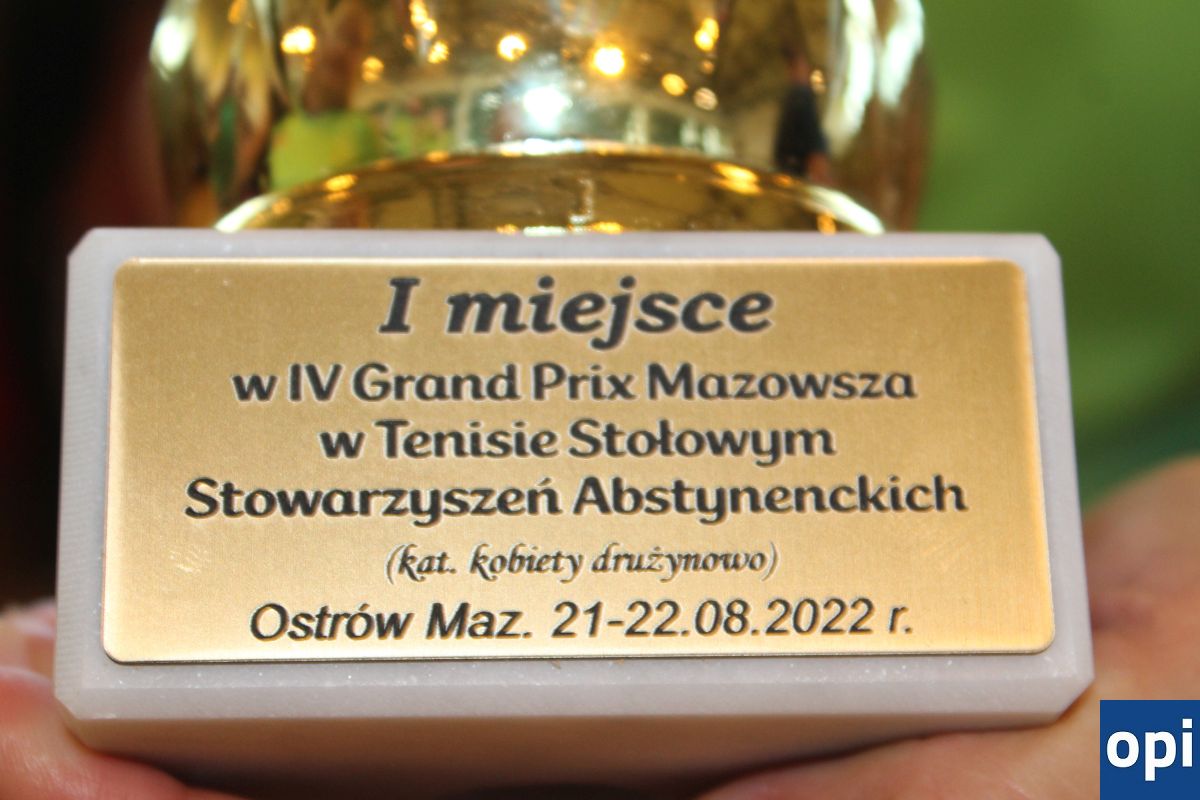 I miejsce
w IV Grand Prix Mazowsza
w Tenisie Stołowym
Stowarzyszeń Abstynenckich
(kat. kobiety drużynowo)
Ostrów Maz. 21-22.08.2022 r.
opi